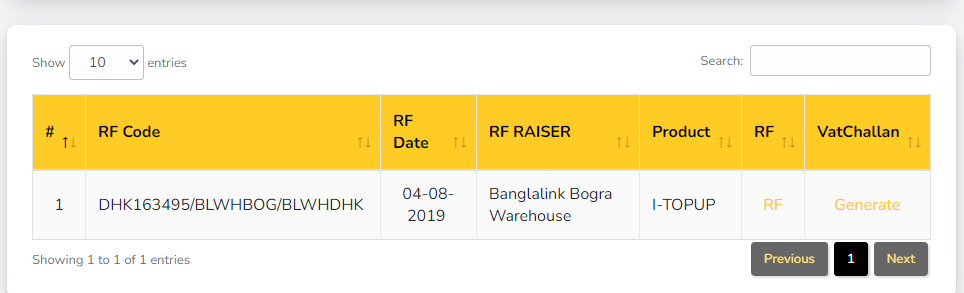 Show 10 entries
Search:
# RF Code RF Date RF RAISER Product RF VatChallan
1 DHK163495/BLWHBOG/BLWHDHK 04-08-2019 Banglalink Bogra Warehouse I-TOPUP RF Generate
Showing 1 to 1 of 1 entries
Previous 1 Next